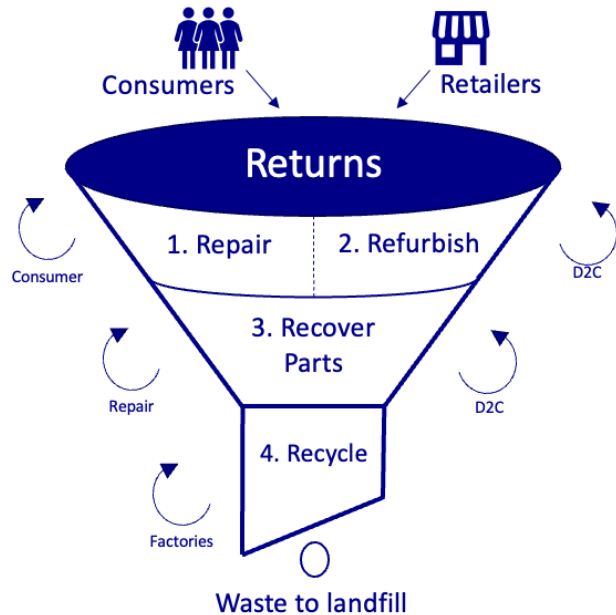 Consumers
Retailers
Returns
1. Repair
2. Refurbish
Consumer
D2C
3. Recover
Parts
Repair
D2C
4. Recycle
Factories
Waste to landfill